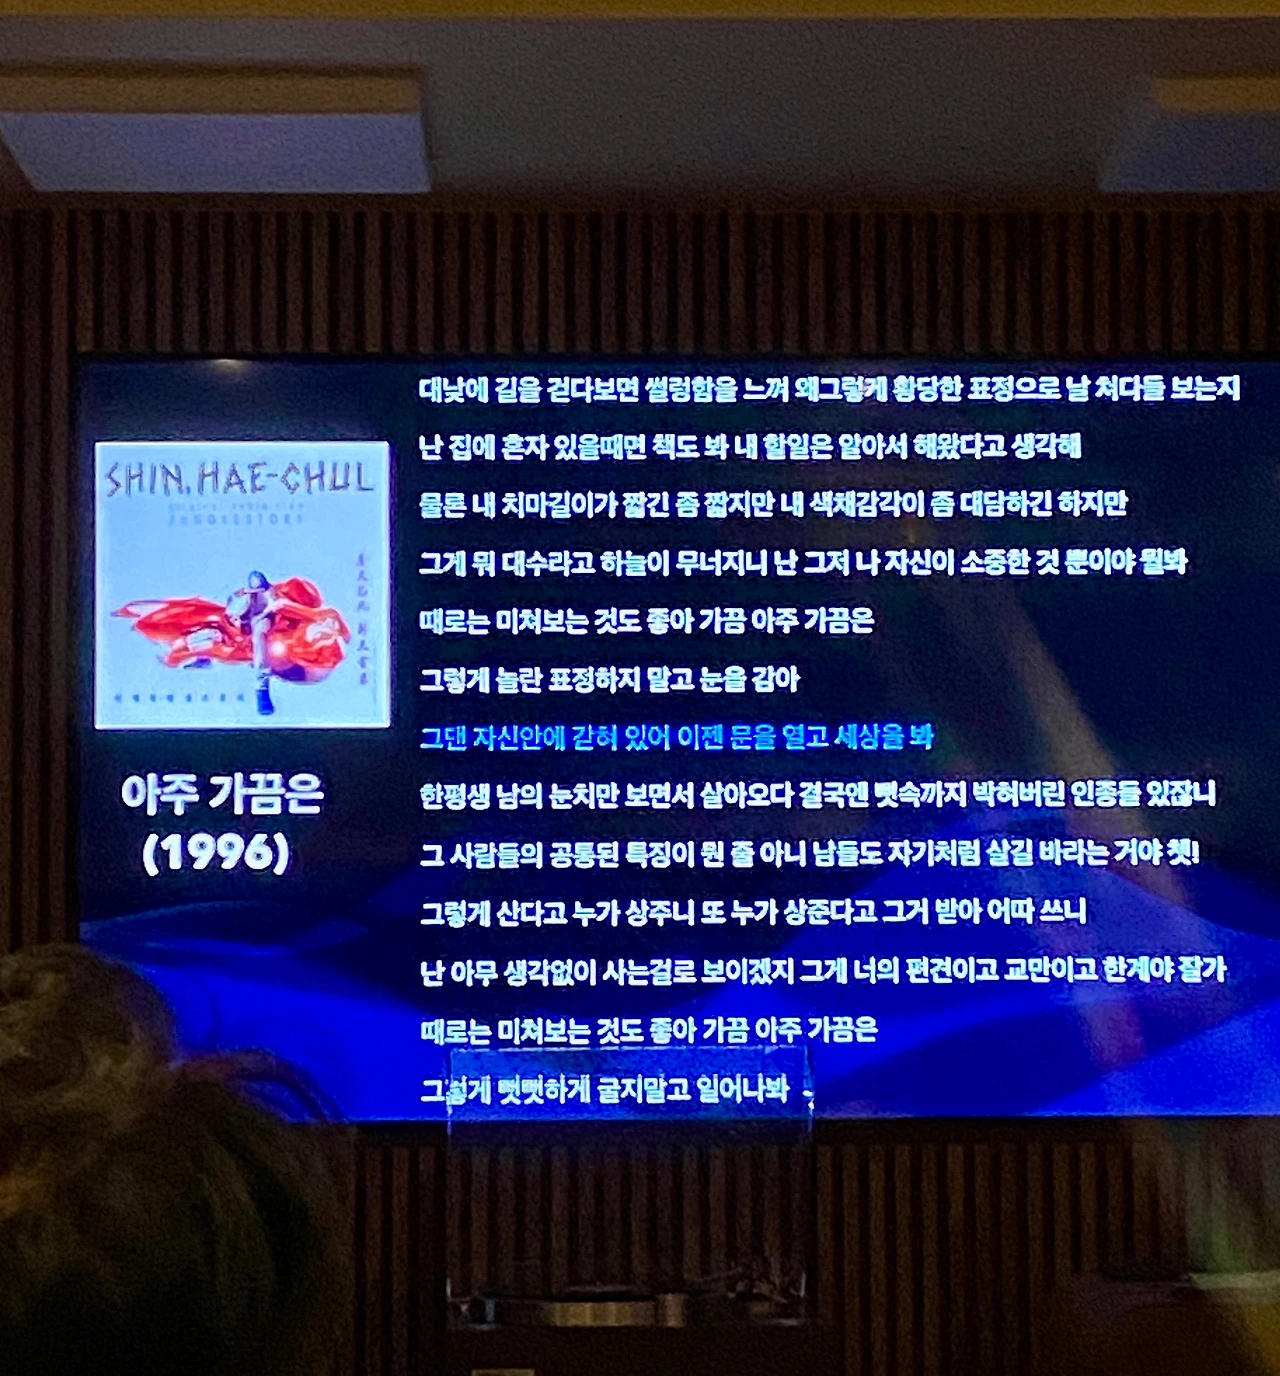 SHIN, HAE-CHUL
아주 가끔은
(1996)
대낮에 길을 걷다보면 썰렁함을 느껴 왜그렇게 황당한 표정으로 날 쳐다들 보는지
난 집에 혼자 있을때면 책도 봐 내 할일은 알아서 해왔다고 생각해
물론 내 치마길이가 짧긴 좀 짧지만 내 색채감각이 좀 대담하긴 하지만
그게 뭐 대수라고 하늘이 무너지니 난 그저 나 자신이 소중한 것 뿐이야 뭘봐
때로는 미쳐보는 것도 좋아 가끔 아주 가끔은
그렇게 놀란 표정하지 말고 눈을 감아
그댄 자신안에 갇혀 있어 이젠 문을 열고 세상을 봐
한평생 남의 눈치만 보면서 살아오다 결국엔 뼛속까지 박혀버린 인종들 있잖니
그 사람들의 공통된 특징이 뭔 줄 아니 남들도 자기처럼 살길 바라는 거야 쳇!
그렇게 산다고 누가 상주니 또 누가 상준다고 그거 받아 어따 쓰니
난 아무 생각없이 사는걸로 보이겠지 그게 너의 편견이고 교만이고 한계야 잘가
때로는 미쳐보는 것도 좋아 가끔 아주 가끔은
그렇게 뻣뻣하게 굴지말고 일어나봐